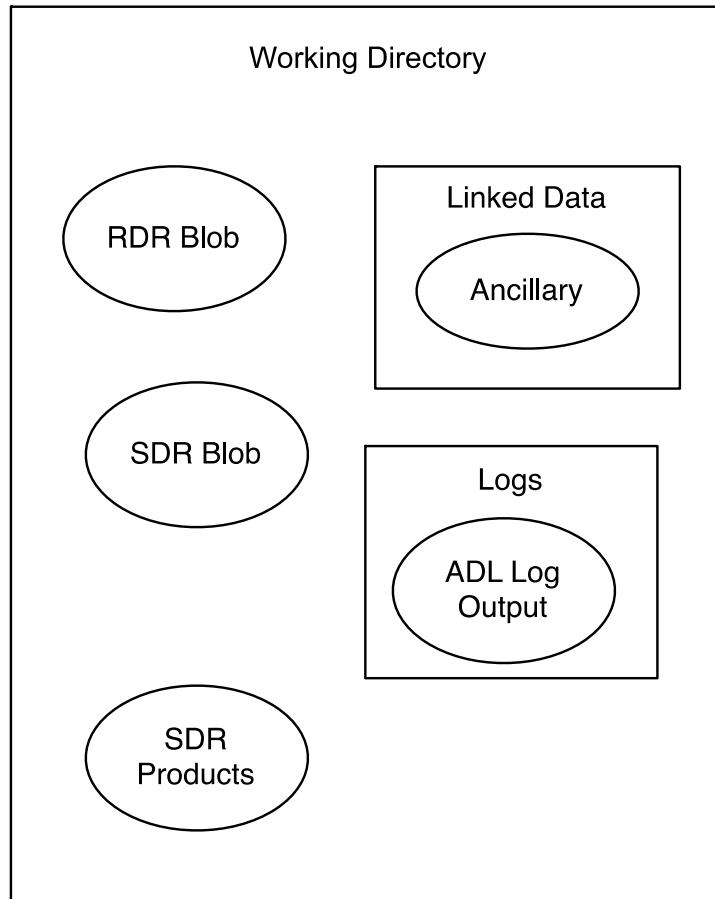 Working Directory
RDR Blob
Linked Data
Ancillary
SDR Blob
Logs
ADL Log
Output
SDR
Products